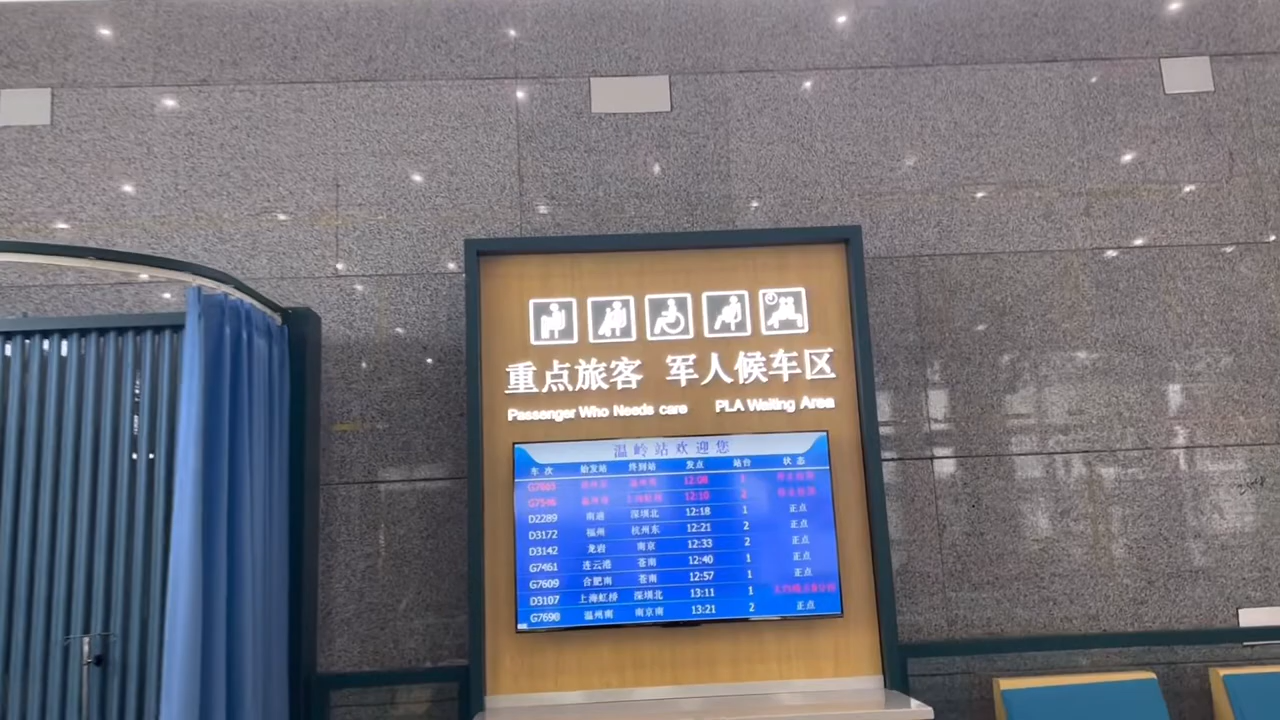 重点旅客 军人候车区
Passenger Who Needs care PLA Waiting Area
温岭站欢迎您
车次 始发站 终到站 发点 站台 状态
12:08 1
12:10 2
D2289 南通 深圳北 12:18 1 正点
D3172 福州 杭州东 12:21 2 正点
D3142 龙岩 南京 12:33 2 正点
G7461 连云港 苍南 12:40 1 正点
G7609 合肥南 苍南 12:57 1 正点
D3107 上海虹桥 深圳北 13:11 1
G7690 温州南 南京南 13:21 2 正点